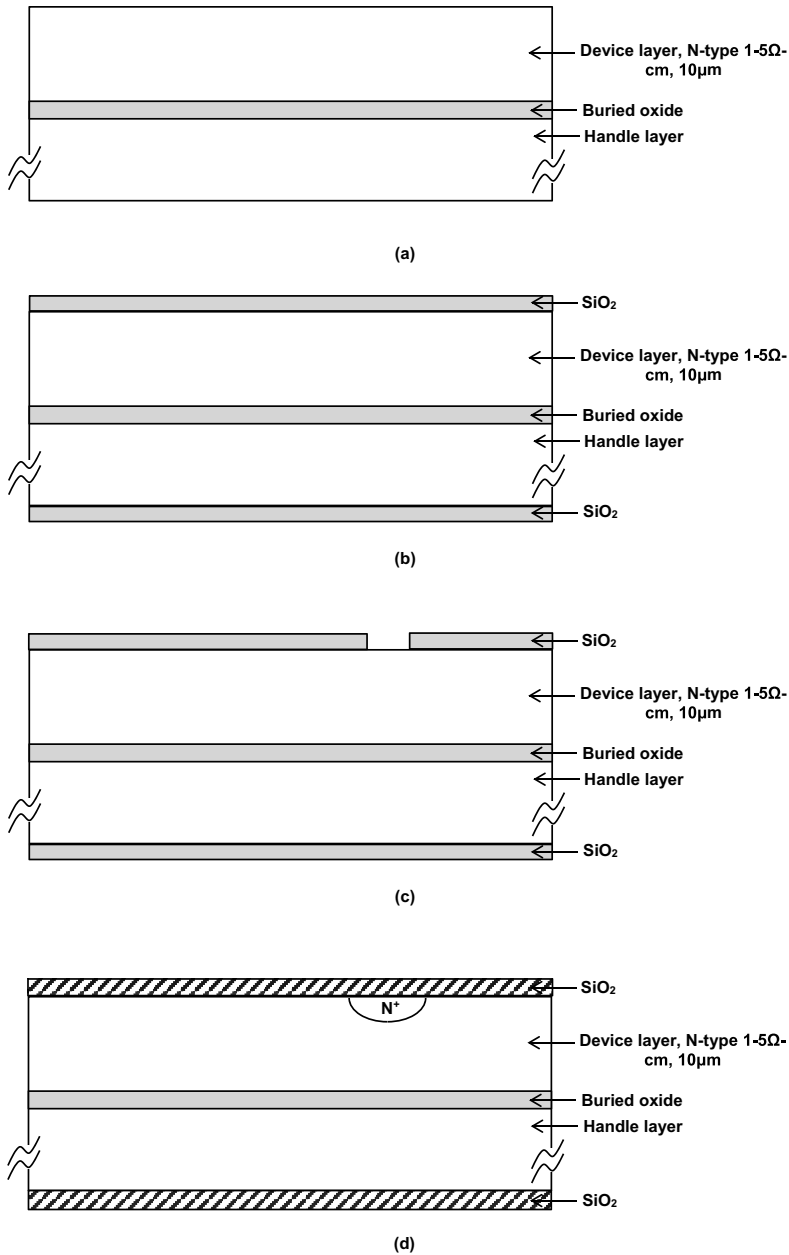 Device layer, N-type 1-5Ω-
cm, 10μm
Buried oxide
Handle layer
(a)
SiO₂
Device layer, N-type 1-5Ω-
cm, 10μm
Buried oxide
Handle layer
SiO₂
(b)
SiO₂
Device layer, N-type 1-5Ω-
cm, 10μm
Buried oxide
Handle layer
SiO₂
(c)
SiO₂
N⁺
Device layer, N-type 1-5Ω-
cm, 10μm
Buried oxide
Handle layer
SiO₂
(d)